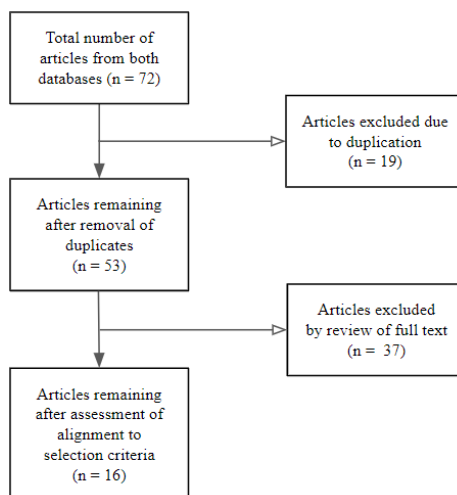 Total number of
articles from both
databases (n = 72)
Articles excluded due
to duplication
(n = 19)
Articles remaining
after removal of
duplicates
(n = 53)
Articles excluded
by review of full text
(n = 37)
Articles remaining
after assessment of
alignment to
selection criteria
(n = 16)